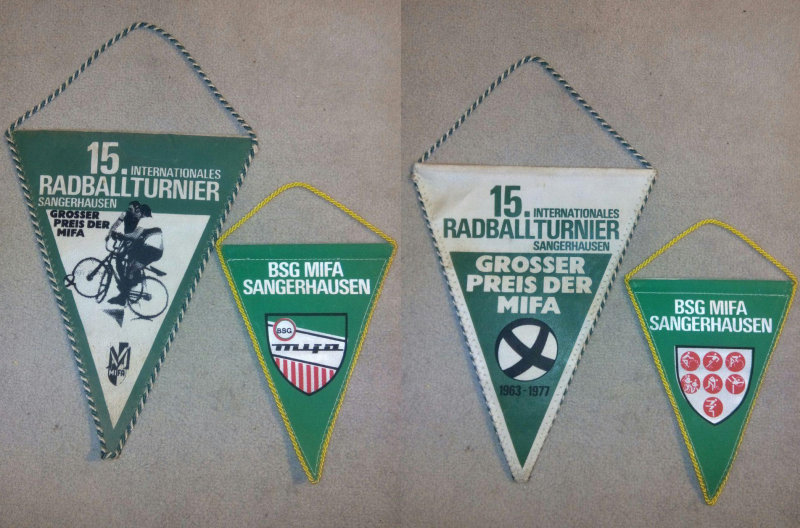 15. INTERNATIONALES
RADBALLTURNIER
SANGERHAUSEN
GROSSER
PREIS DER
MIFA
MIFA
BSG MIFA
SANGERHAUSEN
BSG
mifa
15. INTERNATIONALES
RADBALLTURNIER
SANGERHAUSEN
GROSSER
PREIS DER
MIFA
1963-1977
BSG MIFA
SANGERHAUSEN